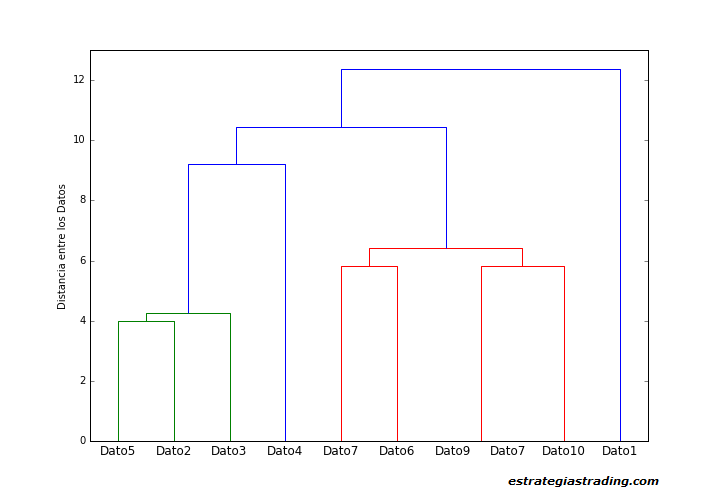 12
10
8
6
4
2
0
Distancia entre los Datos
Dato5 Dato2 Dato3 Dato4 Dato7 Dato6 Dato9 Dato7 Dato10 Dato1
estrategiastrading.com